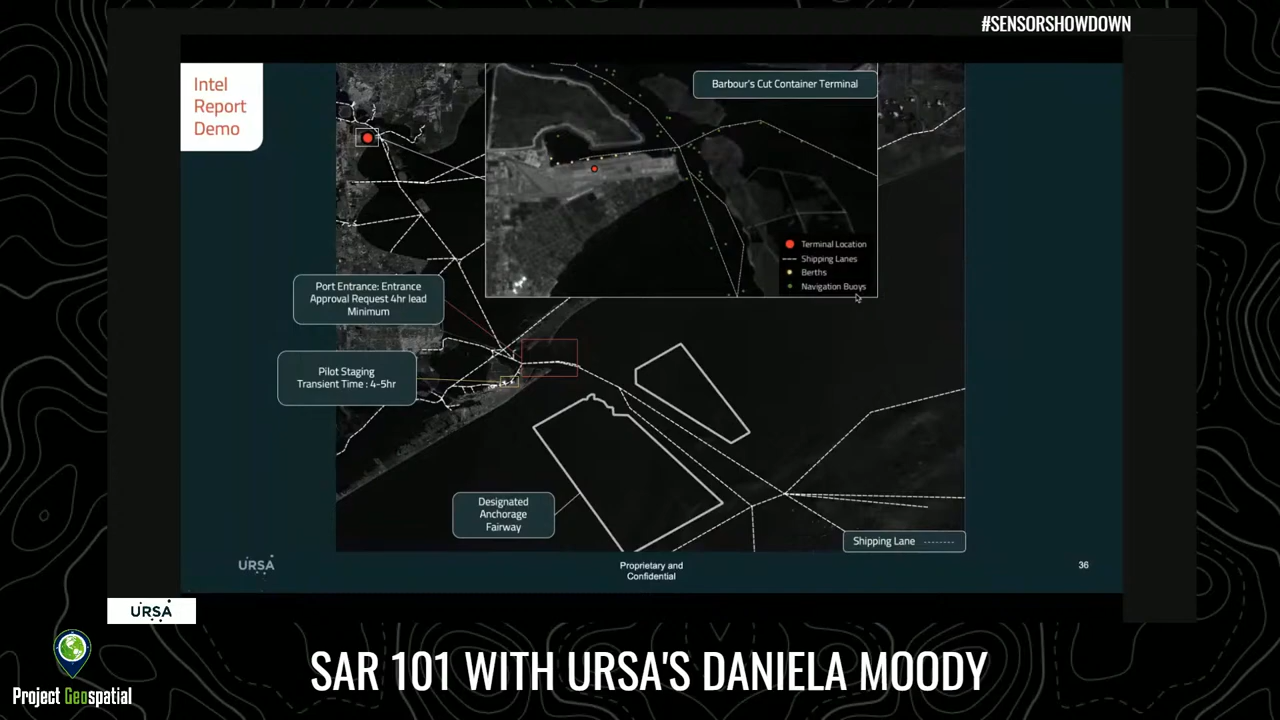 #SENSORSHOWDOWN
Intel
Report
Demo
Barbour's Cut Container Terminal
Terminal Location
Shipping Lanes
Berths
Navigation Buoys
Port Entrance: Entrance
Approval Request 4hr lead
Minimum
Pilot Staging
Transient Time : 4-5hr
Designated
Anchorage
Fairway
Shipping Lane
URSA
Proprietary and
Confidential
36
URSA
Project Geospatial
SAR 101 WITH URSA'S DANIELA MOODY